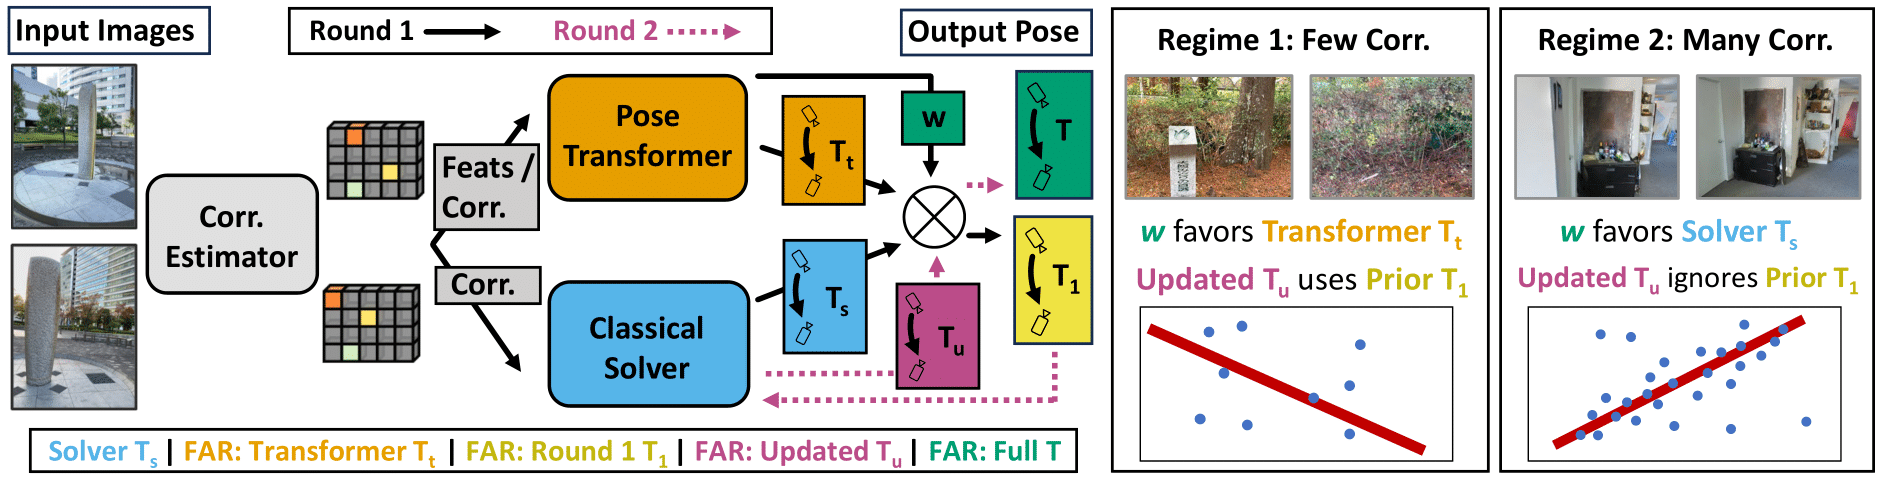 Input Images
Round 1
Round 2
Output Pose
Corr.
Estimator
Feats /
Corr.
Corr.
Pose
Transformer
Classical
Solver
T_t
T_s
w
T_u
T
T_1
Solver T_s | FAR: Transformer T_t | FAR: Round 1 T_1 | FAR: Updated T_u | FAR: Full T
Regime 1: Few Corr.
w favors Transformer T_t
Updated T_u uses Prior T_1
Regime 2: Many Corr.
w favors Solver T_s
Updated T_u ignores Prior T_1